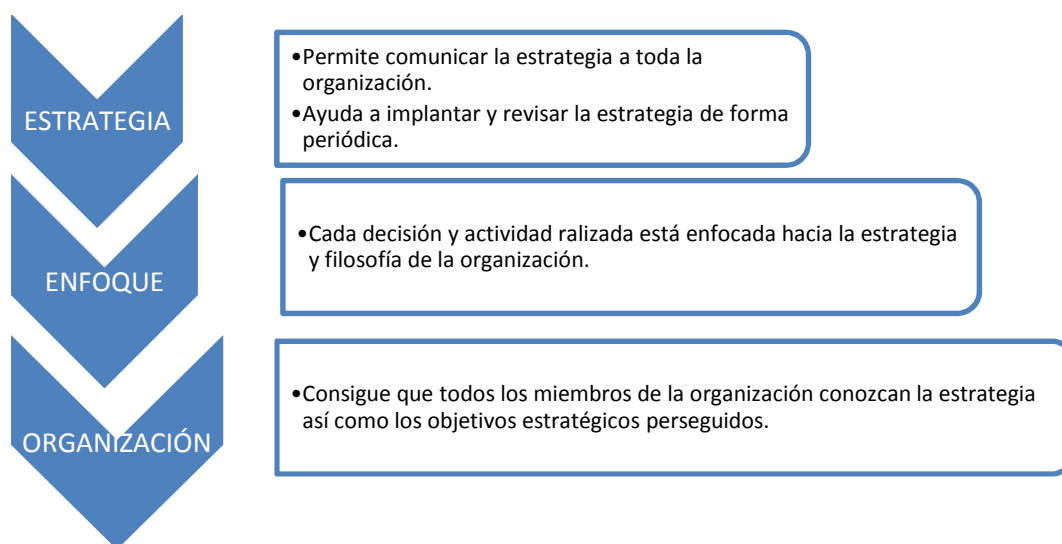 ESTRATEGIA
•Permite comunicar la estrategia a toda la
organización.
•Ayuda a implantar y revisar la estrategia de forma
periódica.
ENFOQUE
•Cada decisión y actividad ralizada está enfocada hacia la estrategia
y filosofía de la organización.
ORGANIZACIÓN
•Consigue que todos los miembros de la organización conozcan la estrategia
así como los objetivos estratégicos perseguidos.